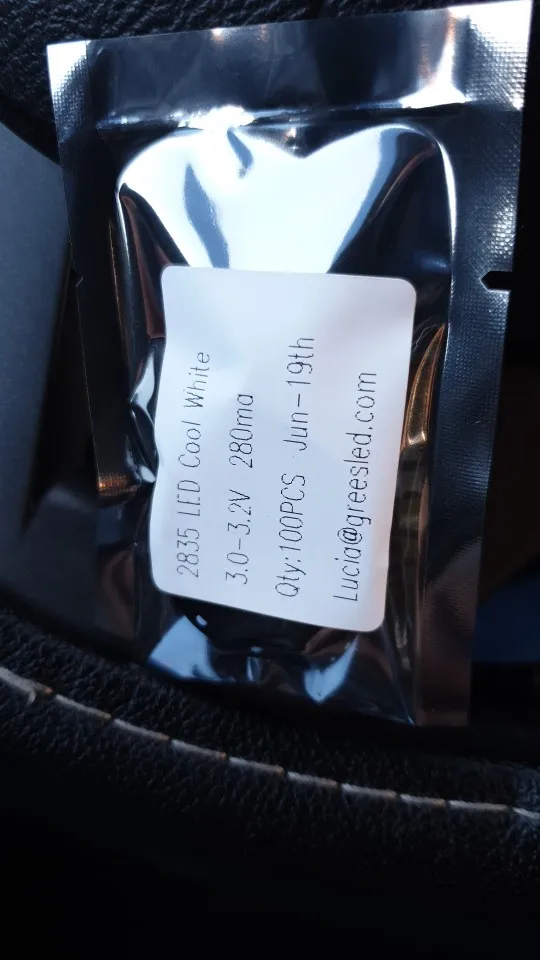 2835 LED Cool White
3.0-3.2V 280ma
Qty:100PCS Jun-19th
Lucia@greesled.com